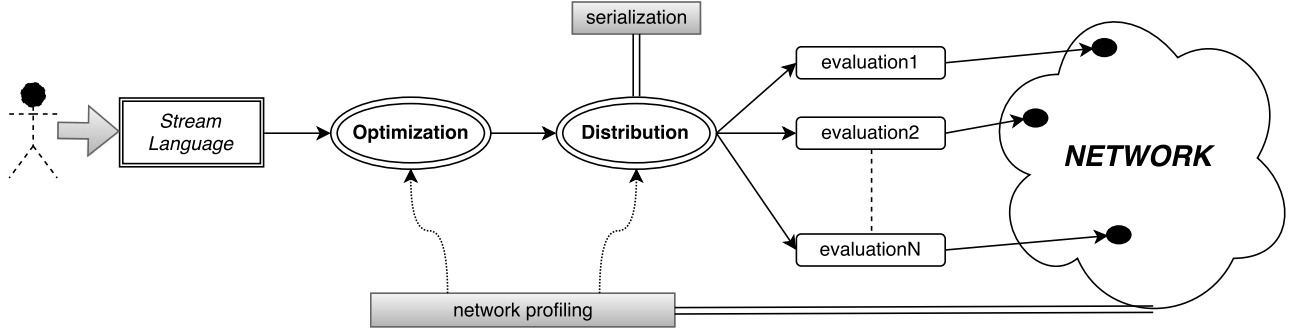 serialization
Stream
Language
Optimization
Distribution
evaluation1
evaluation2
evaluationN
NETWORK
network profiling